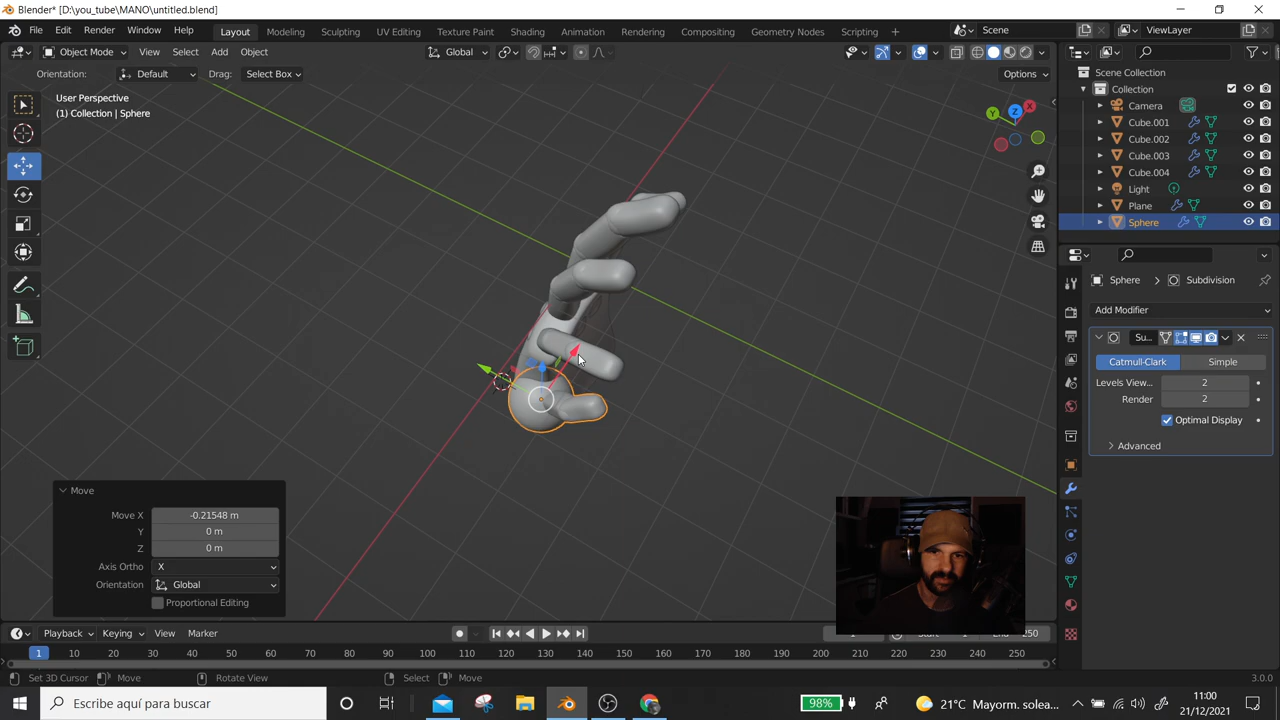 Blender* [D:\you_tube\MANO\untitled.blend]
File Edit Render Window Help Layout Modeling Sculpting UV Editing Texture Paint Shading Animation Rendering Compositing Geometry Nodes Scripting Scene ViewLayer
Object Mode View Select Add Object Global
Orientation: Default Drag: Select Box Options
User Perspective
(1) Collection | Sphere
X
Y
Z
Scene Collection
Collection
Camera
Cube.001
Cube.002
Cube.003
Cube.004
Light
Plane
Sphere
Sphere > Subdivision
Add Modifier
Su...
Catmull-Clark Simple
Levels View... 2
Render 2
Optimal Display
Advanced
Move
Move X -0.21548 m
Y 0 m
Z 0 m
Axis Ortho X
Orientation Global
Proportional Editing
Playback Keying View Marker 1 Start 1 End 250
1 10 20 30 40 50 60 70 80 90 100 110 120 130 140 150 160 170 180 190 200 210 220 230 240 250
Set 3D Cursor Move Rotate View Select Move 3.0.0
Escribe aquí para buscar
98%
21°C Mayorm. solea...
11:00
21/12/2021